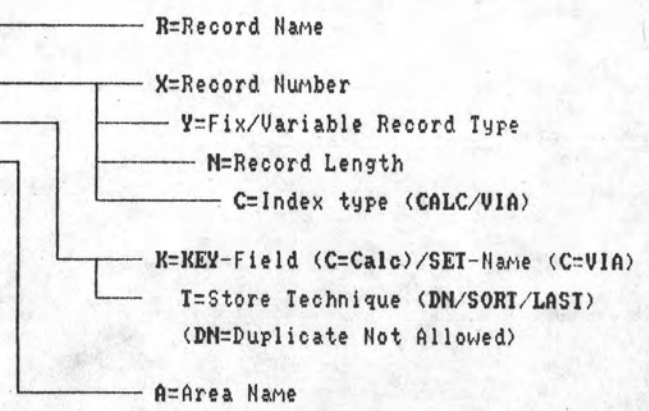 R=Record Name
X=Record Number
Y=Fix/Variable Record Type
N=Record Length
C=Index type (CALC/VIA)
K=KEY-Field (C=Calc)/SET-Name (C=VIA)
T=Store Technique (DN/SORT/LAST)
(DN=Duplicate Not Allowed)
A=Area Name